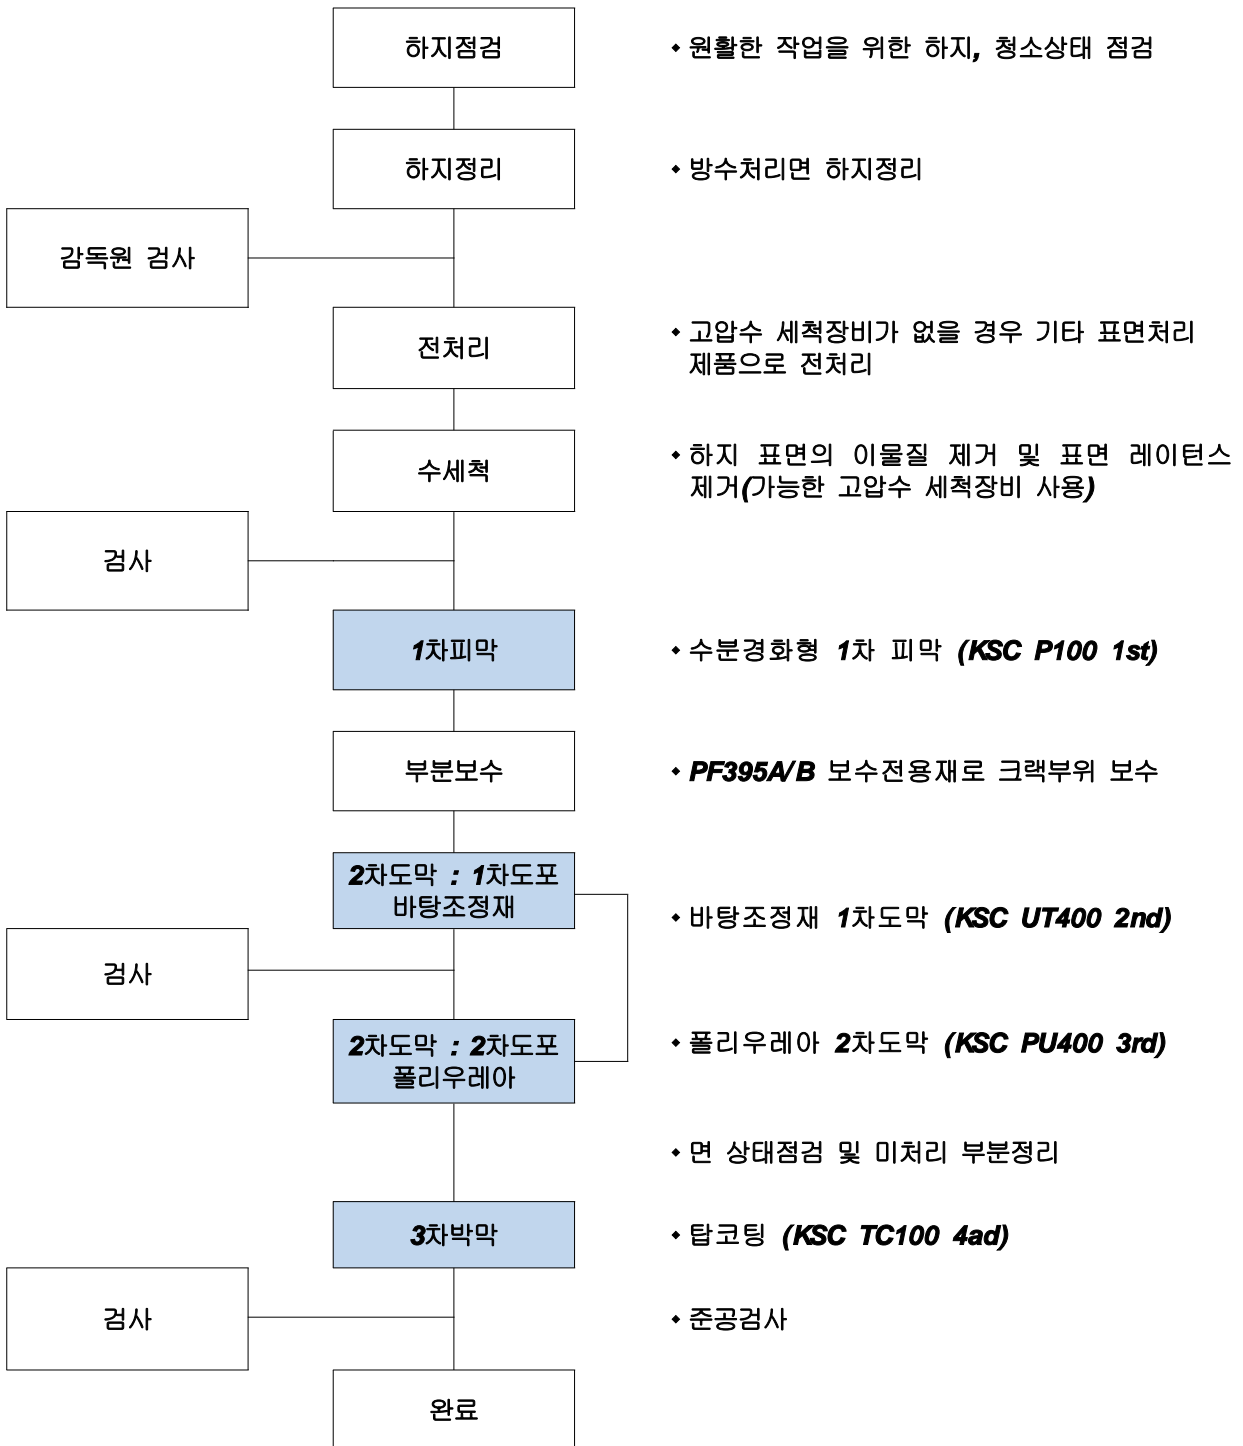 하지점검
◆ 원활한 작업을 위한 하지, 청소상태 점검
하지정리
◆ 방수처리면 하지정리
감독원 검사
전처리
◆ 고압수 세척장비가 없을 경우 기타 표면처리
제품으로 전처리
수세척
◆ 하지 표면의 이물질 제거 및 표면 레이턴스
제거(가능한 고압수 세척장비 사용)
검사
1차피막
◆ 수분경화형 1차 피막 (KSC P100 1st)
부분보수
◆ PF395A/B 보수전용재로 크랙부위 보수
2차도막 : 1차도포
바탕조정재
◆ 바탕조정재 1차도막 (KSC UT400 2nd)
검사
2차도막 : 2차도포
폴리우레아
◆ 폴리우레아 2차도막 (KSC PU400 3rd)
◆ 면 상태점검 및 미처리 부분정리
3차박막
◆ 탑코팅 (KSC TC100 4ad)
검사
◆ 준공검사
완료